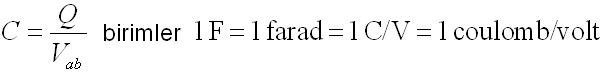 C = Q / V_ab birimler 1 F = 1 farad = 1 C/V = 1 coulomb/volt